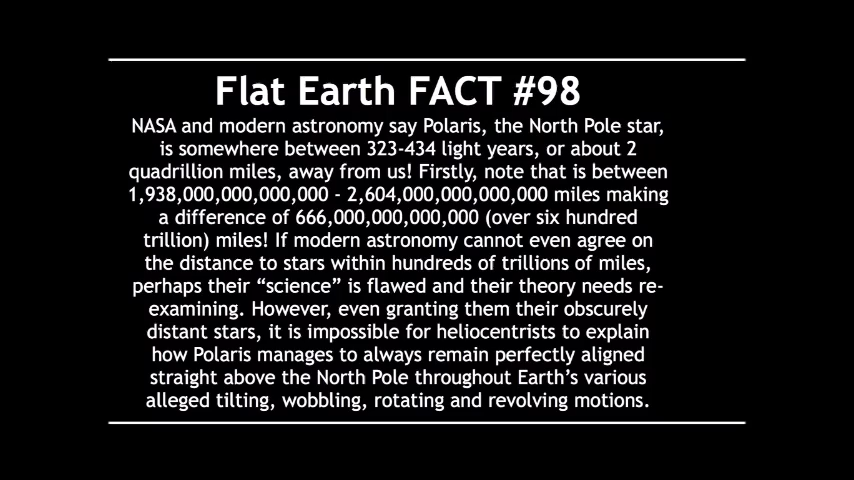 Flat Earth FACT #98
NASA and modern astronomy say Polaris, the North Pole star,
is somewhere between 323-434 light years, or about 2
quadrillion miles, away from us! Firstly, note that is between
1,938,000,000,000,000 - 2,604,000,000,000,000 miles making
a difference of 666,000,000,000,000 (over six hundred
trillion) miles! If modern astronomy cannot even agree on
the distance to stars within hundreds of trillions of miles,
perhaps their “science” is flawed and their theory needs re-
examining. However, even granting them their obscurely
distant stars, it is impossible for heliocentrists to explain
how Polaris manages to always remain perfectly aligned
straight above the North Pole throughout Earth’s various
alleged tilting, wobbling, rotating and revolving motions.